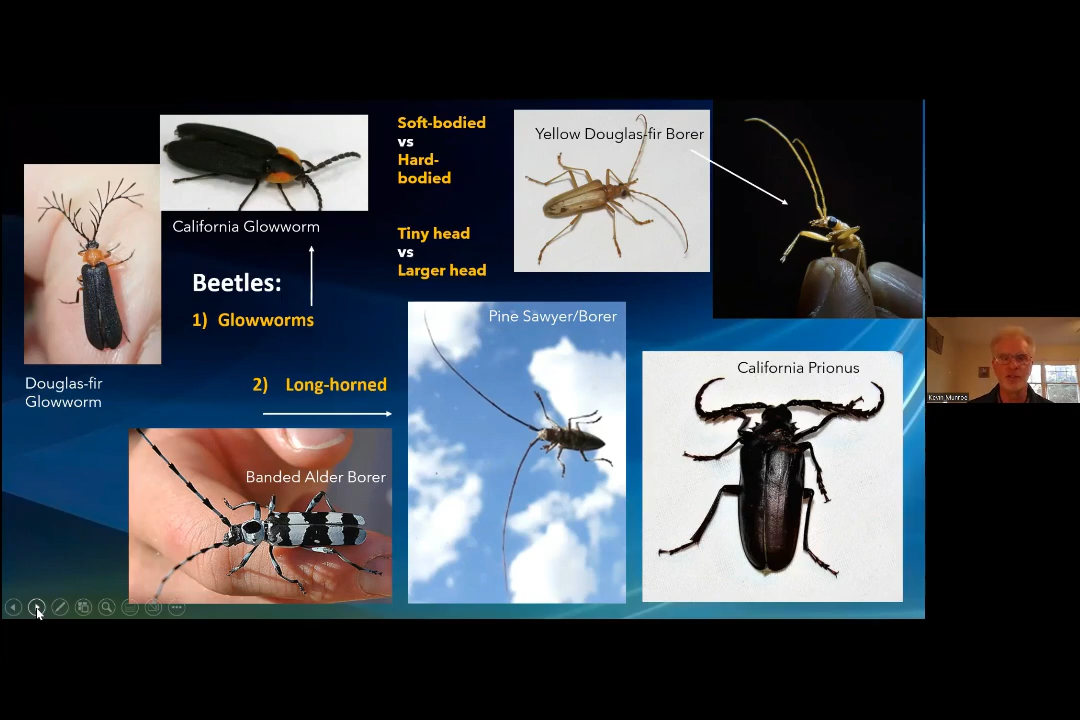 Soft-bodied
vs
Hard-
bodied
Tiny head
vs
Larger head
Yellow Douglas-fir Borer
California Glowworm
Beetles:
1) Glowworms
Douglas-fir
Glowworm
2) Long-horned
Banded Alder Borer
Pine Sawyer/Borer
California Prionus
Kevin_Munroe